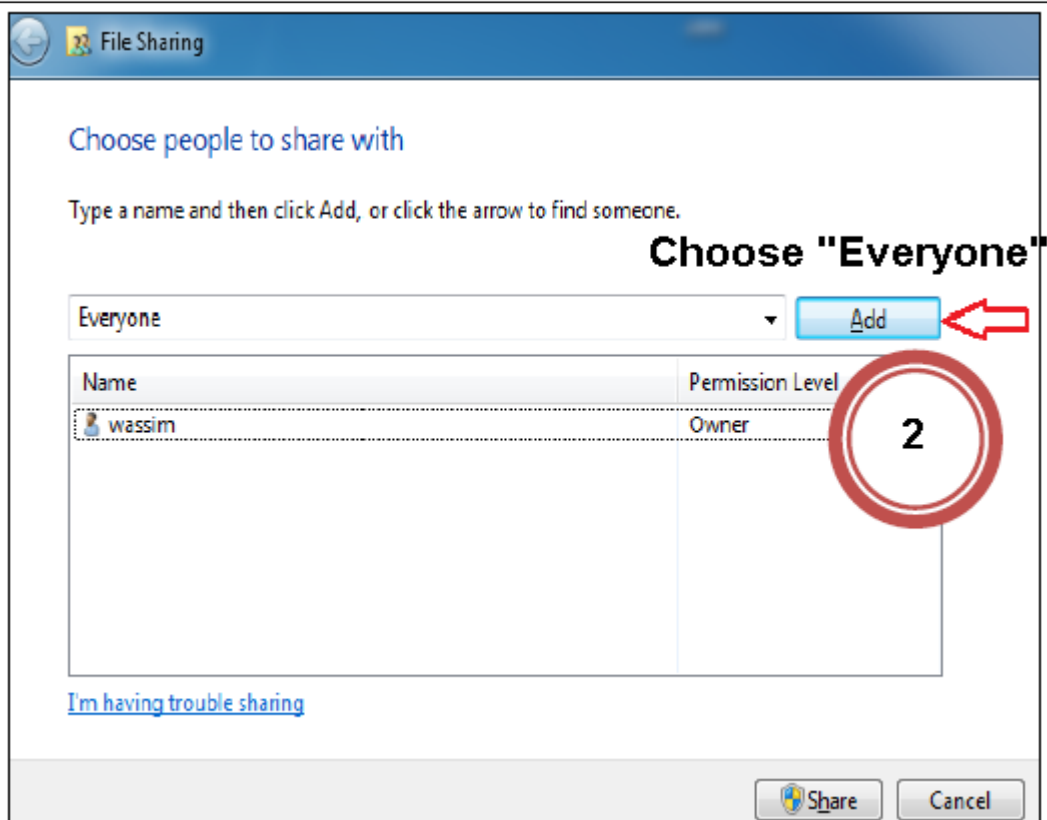 File Sharing
Choose people to share with
Type a name and then click Add, or click the arrow to find someone.
Choose "Everyone"
Everyone Add
Name Permission Level
wassim Owner
2
I'm having trouble sharing
Share Cancel